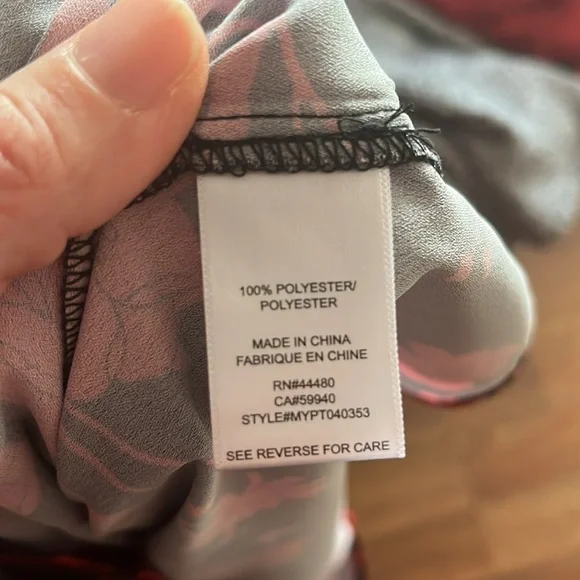 100% POLYESTER/
POLYESTER
MADE IN CHINA
FABRIQUE EN CHINE
RN#44480
CA#59940
STYLE#MYPT040353
SEE REVERSE FOR CARE